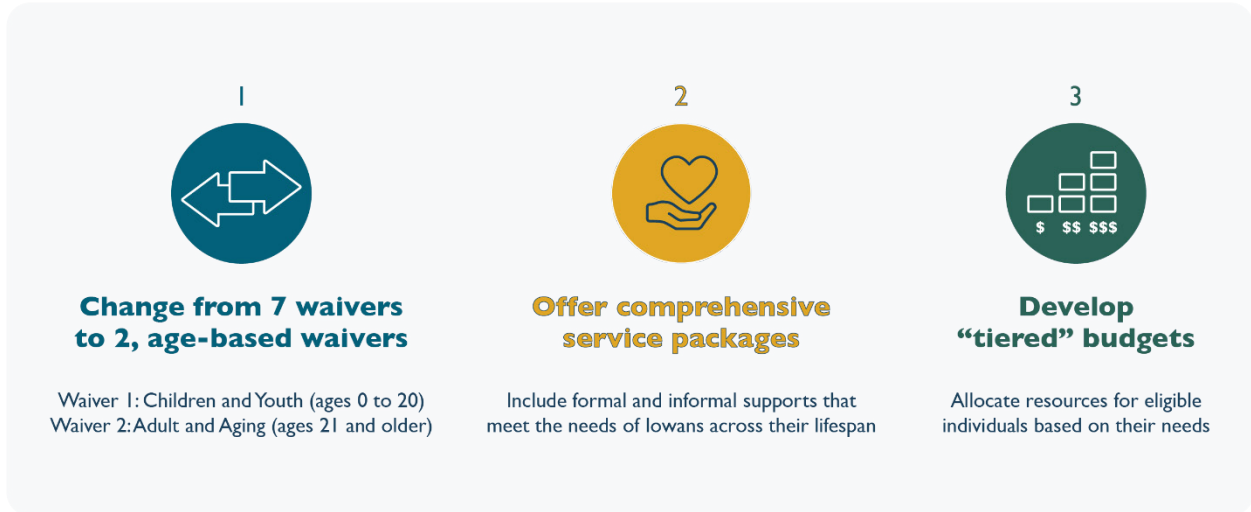 1
Change from 7 waivers
to 2, age-based waivers
Waiver 1: Children and Youth (ages 0 to 20)
Waiver 2: Adult and Aging (ages 21 and older)
2
Offer comprehensive
service packages
Include formal and informal supports that
meet the needs of Iowans across their lifespan
3
$ $$ $$$
Develop
“tiered” budgets
Allocate resources for eligible
individuals based on their needs